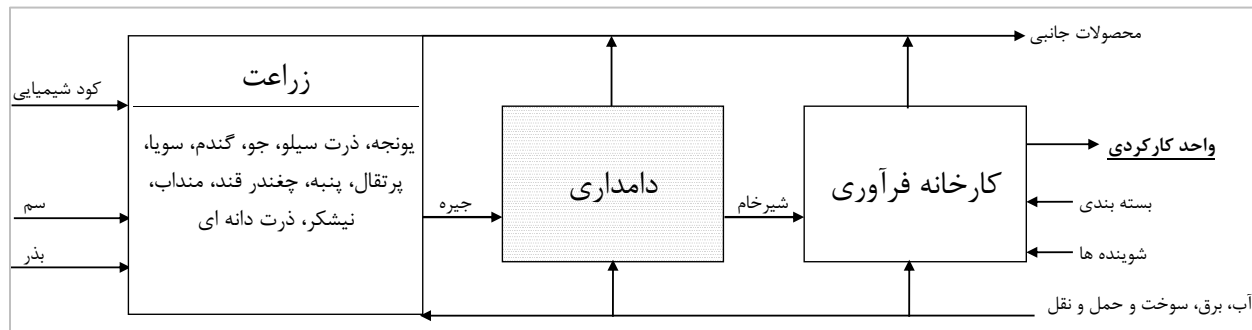 محصولات جانبی
زراعت
کود شیمیایی
یونجه، ذرت سیلو، جو، گندم، سویا،
پرتقال، پنبه، چغندر قند، منداب،
نیشکر، ذرت دانه ای
سم
بذر
جیره
دامداری
شیرخام
کارخانه فرآوری
واحد کارکردی
بسته بندی
شوینده ها
آب، برق، سوخت و حمل و نقل